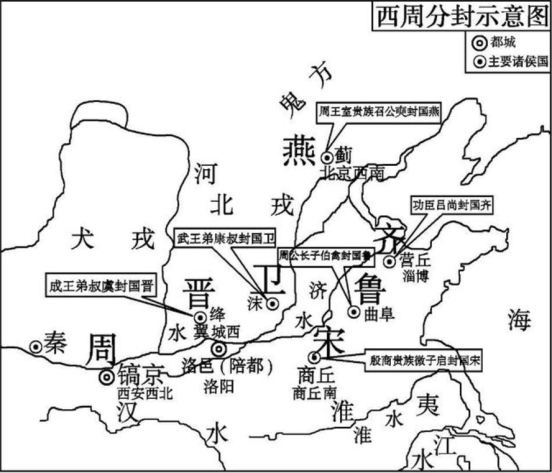 西周分封示意图
都城
主要诸侯国
鬼方
周王室贵族召公奭封国燕
燕
蓟
北京西南
河
北戎
犬戎
功臣吕尚封国齐
武王弟康叔封国卫
周公长子伯禽封国鲁
齐
营丘
淄博
成王弟叔虞封国晋
晋
卫
沫
济
水
鲁
曲阜
绛
翼城西
海
秦
周
水
洛邑（陪都）
洛阳
宋
殷商贵族微子启封国宋
镐京
西安西北
商丘
商丘南
汉
水
淮
夷
淮
水
江
水